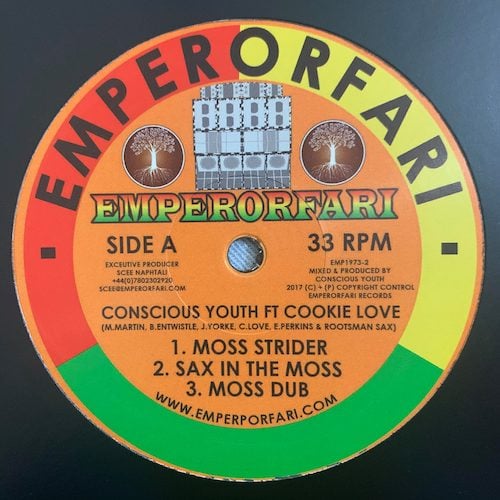 EMPERORFARI
EMPERORFARI
SIDE A
33 RPM
EXCEUTIVE PRODUCER
SCEE NAPHTALI
+44(0)7802302920
SCEE@EMPERORFARI.COM
EMP1973-2
MIXED & PRODUCED BY
CONSCIOUS YOUTH
2017 (C) + (P) COPYRIGHT CONTROL
EMPERORFARI RECORDS
CONSCIOUS YOUTH FT COOKIE LOVE
(M.MARTIN, B.ENTWISTLE, J.YORKE, C.LOVE, E.PERKINS & ROOTSMAN SAX)
1. MOSS STRIDER
2. SAX IN THE MOSS
3. MOSS DUB
WWW.EMPERPORFARI.COM